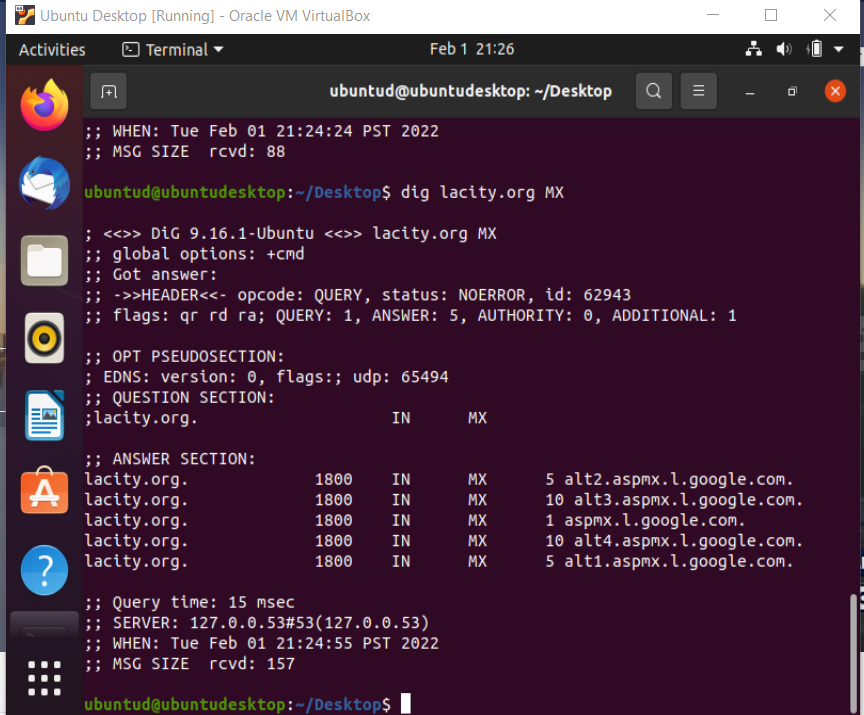 Ubuntu Desktop [Running] - Oracle VM VirtualBox
Activities Terminal Feb 1 21:26
ubuntud@ubuntudesktop: ~/Desktop
;; WHEN: Tue Feb 01 21:24:24 PST 2022
;; MSG SIZE  rcvd: 88
ubuntud@ubuntudesktop:~/Desktop$ dig lacity.org MX
; <<>> DiG 9.16.1-Ubuntu <<>> lacity.org MX
;; global options: +cmd
;; Got answer:
;; ->>HEADER<<- opcode: QUERY, status: NOERROR, id: 62943
;; flags: qr rd ra; QUERY: 1, ANSWER: 5, AUTHORITY: 0, ADDITIONAL: 1
;; OPT PSEUDOSECTION:
; EDNS: version: 0, flags:; udp: 65494
;; QUESTION SECTION:
;lacity.org. IN MX
;; ANSWER SECTION:
lacity.org. 1800 IN MX 5 alt2.aspmx.l.google.com.
lacity.org. 1800 IN MX 10 alt3.aspmx.l.google.com.
lacity.org. 1800 IN MX 1 aspmx.l.google.com.
lacity.org. 1800 IN MX 10 alt4.aspmx.l.google.com.
lacity.org. 1800 IN MX 5 alt1.aspmx.l.google.com.
;; Query time: 15 msec
;; SERVER: 127.0.0.53#53(127.0.0.53)
;; WHEN: Tue Feb 01 21:24:55 PST 2022
;; MSG SIZE  rcvd: 157
ubuntud@ubuntudesktop:~/Desktop$